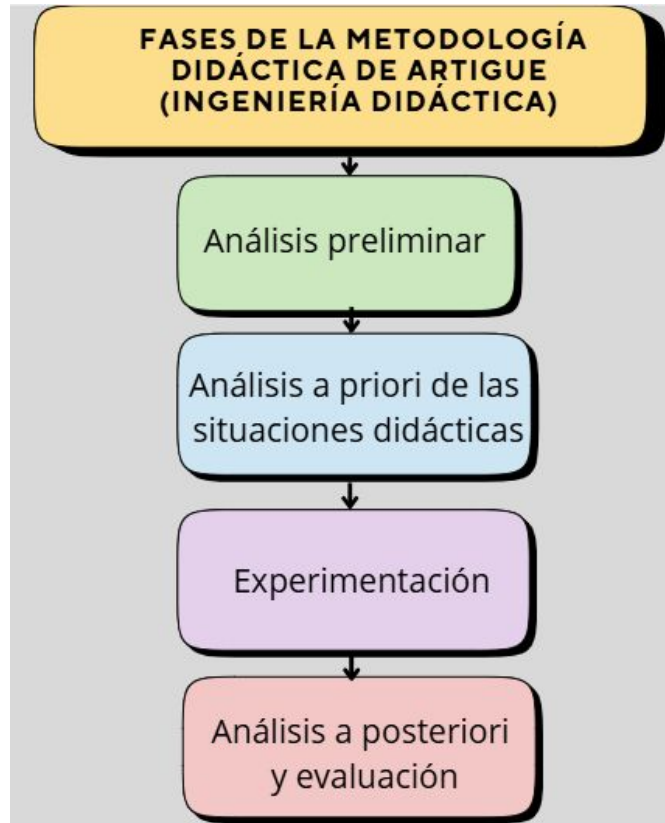 FASES DE LA METODOLOGÍA
DIDÁCTICA DE ARTIGUE
(INGENIERÍA DIDÁCTICA)
Análisis preliminar
Análisis a priori de las
situaciones didácticas
Experimentación
Análisis a posteriori
y evaluación